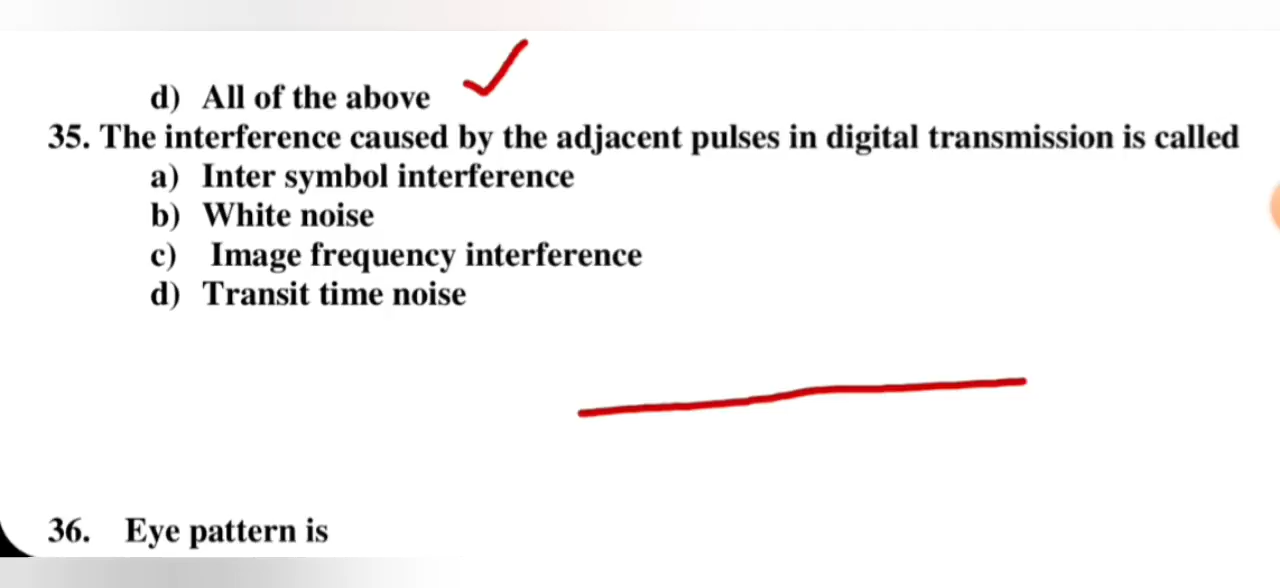 d) All of the above
35. The interference caused by the adjacent pulses in digital transmission is called
a) Inter symbol interference
b) White noise
c) Image frequency interference
d) Transit time noise
36. Eye pattern is